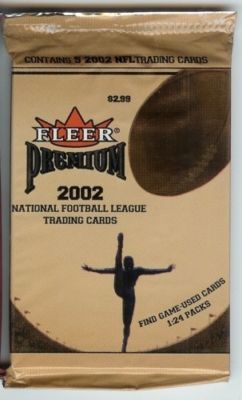 CONTAINS 5 2002 NFL TRADING CARDS
$2.99
FLEER®
PREMIUM
2002
NATIONAL FOOTBALL LEAGUE
TRADING CARDS
FIND GAME-USED CARDS
1:24 PACKS